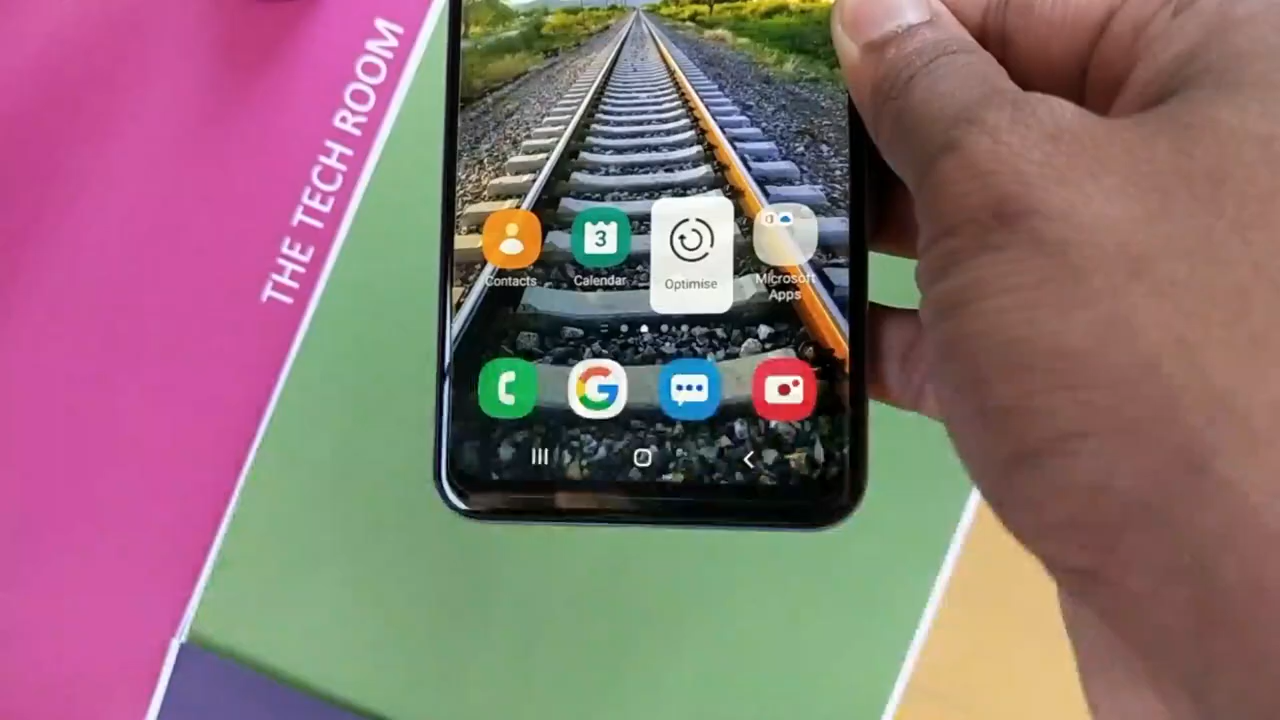 THE TECH ROOM
3
Contacts
Calendar
Optimise
Microsoft
Apps
G